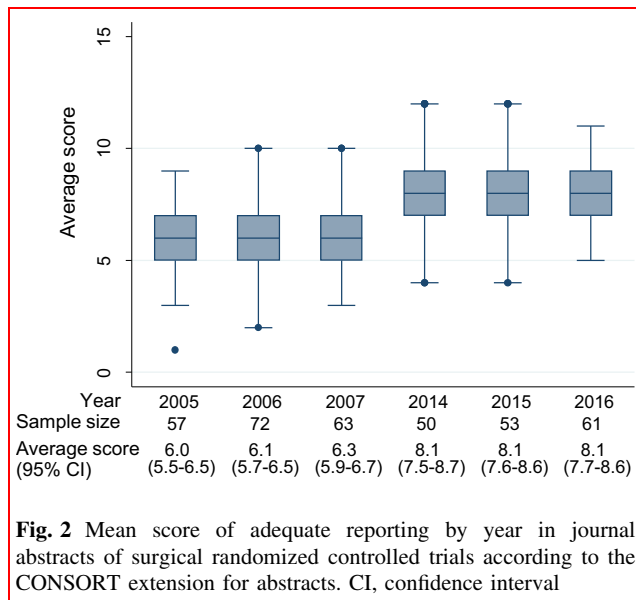 15
10
5
0
Average score
Year 2005 2006 2007 2014 2015 2016
Sample size 57 72 63 50 53 61
Average score 6.0 6.1 6.3 8.1 8.1 8.1
(95% CI) (5.5-6.5) (5.7-6.5) (5.9-6.7) (7.5-8.7) (7.6-8.6) (7.7-8.6)
Fig. 2 Mean score of adequate reporting by year in journal
abstracts of surgical randomized controlled trials according to the
CONSORT extension for abstracts. CI, confidence interval